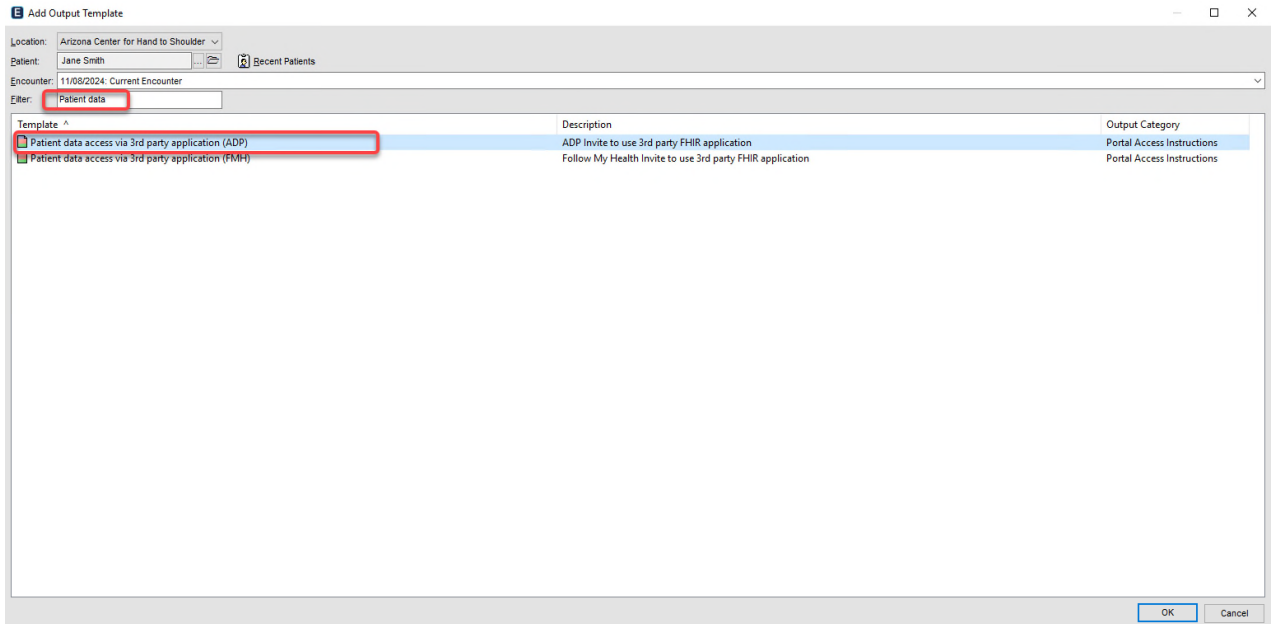 E Add Output Template
Location: Arizona Center for Hand to Shoulder
Patient: Jane Smith ... Recent Patients
Encounter: 11/08/2024: Current Encounter
Filter: Patient data
Template ^ Description Output Category
Patient data access via 3rd party application (ADP) ADP Invite to use 3rd party FHIR application Portal Access Instructions
Patient data access via 3rd party application (FMH) Follow My Health Invite to use 3rd party FHIR application Portal Access Instructions
OK Cancel